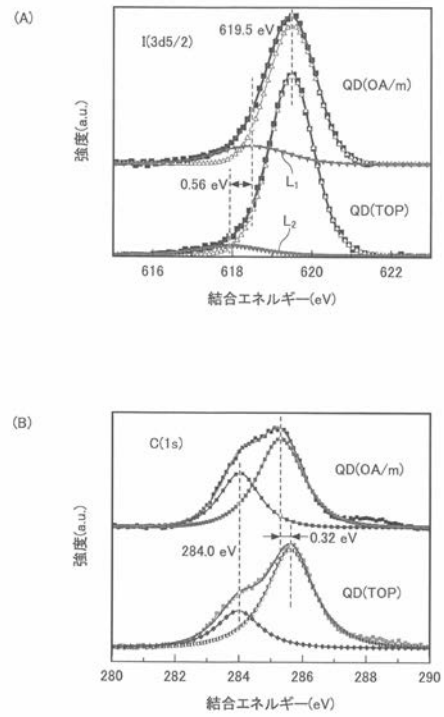 (A)
I(3d5/2)
619.5 eV
QD(OA/m)
0.56 eV
L1
L2
QD(TOP)
強度(a.u.)
616 618 620 622
結合エネルギー(eV)
(B)
C(1s)
QD(OA/m)
284.0 eV
0.32 eV
QD(TOP)
強度(a.u.)
280 282 284 286 288 290
結合エネルギー(eV)